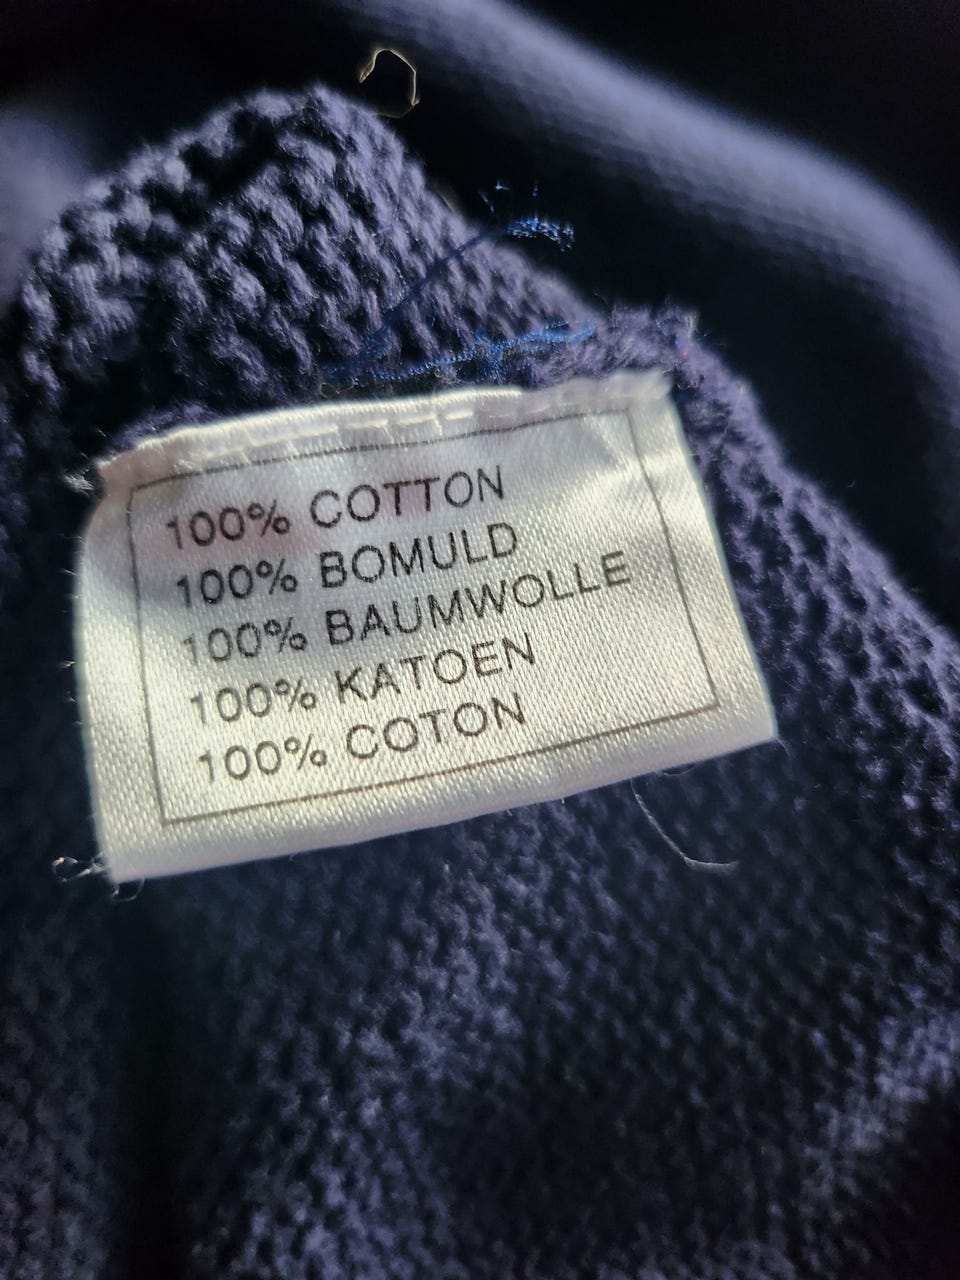 100% COTTON
100% BOMULD
100% BAUMWOLLE
100% KATOEN
100% COTON